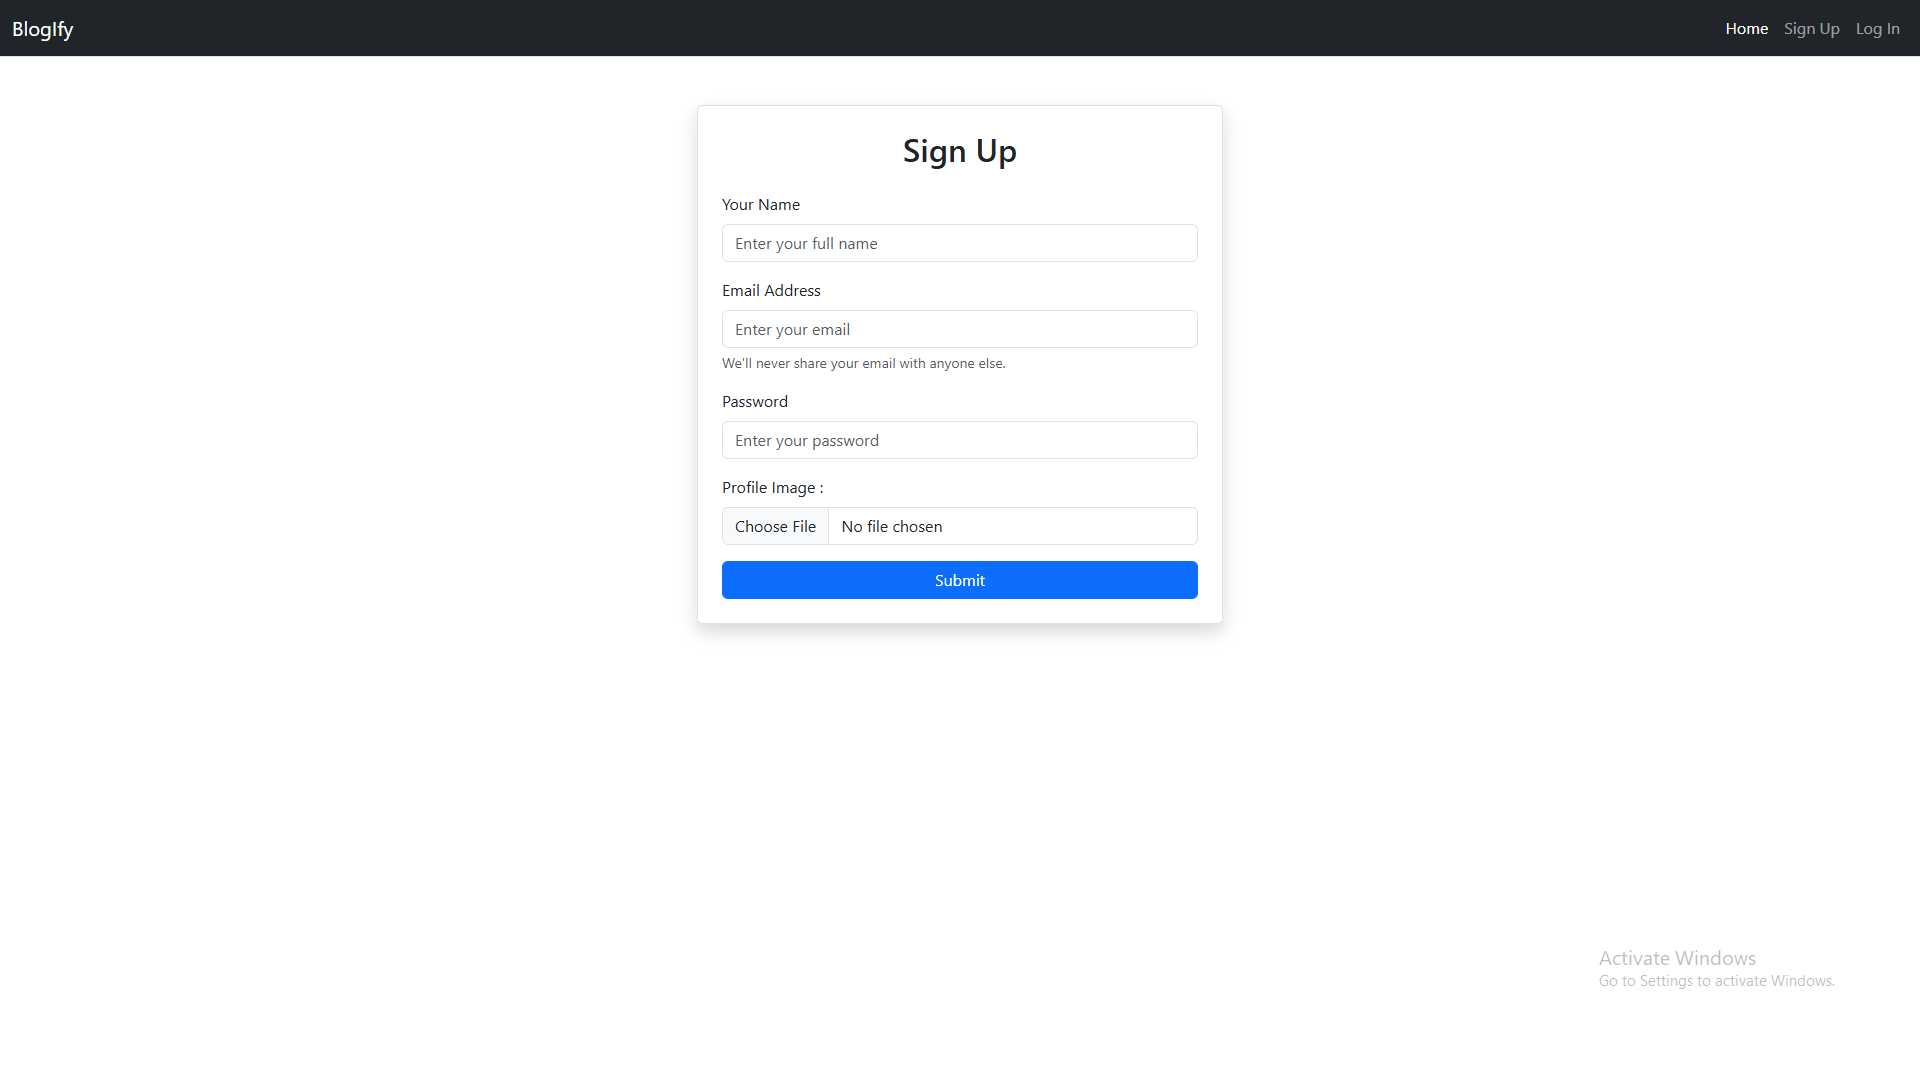 BlogIfy
Home Sign Up Log In
Sign Up
Your Name
Enter your full name
Email Address
Enter your email
We'll never share your email with anyone else.
Password
Enter your password
Profile Image :
Choose File No file chosen
Submit
Activate Windows
Go to Settings to activate Windows.